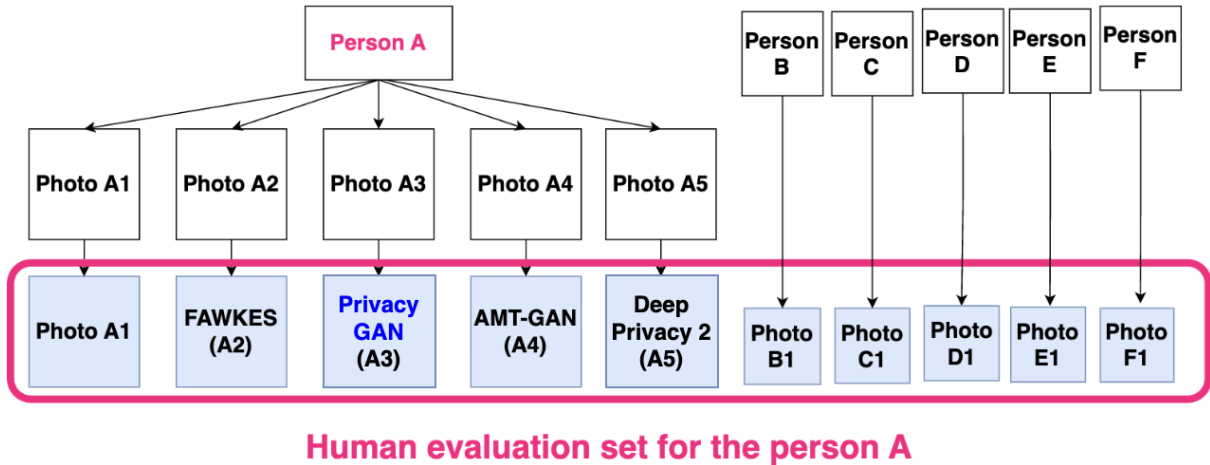 Person A
Person
B
Person
C
Person
D
Person
E
Person
F
Photo A1
Photo A2
Photo A3
Photo A4
Photo A5
Photo A1
FAWKES
(A2)
Privacy
GAN
(A3)
AMT-GAN
(A4)
Deep
Privacy 2
(A5)
Photo
B1
Photo
C1
Photo
D1
Photo
E1
Photo
F1
Human evaluation set for the person A